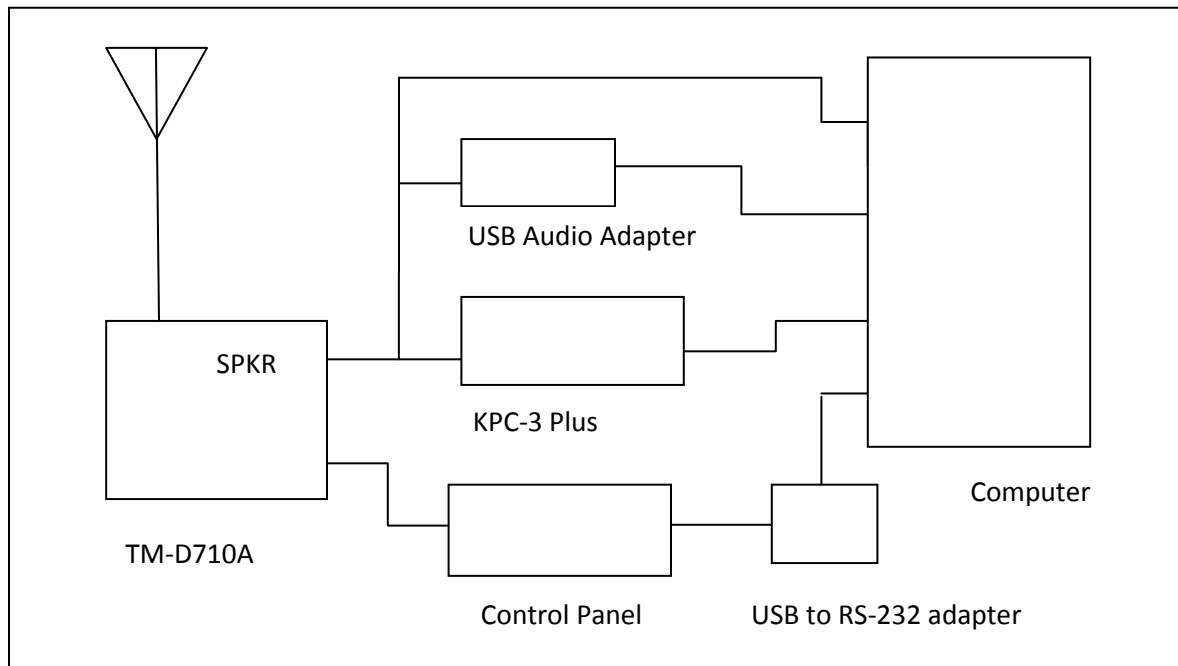 USB Audio Adapter
SPKR
KPC-3 Plus
Computer
TM-D710A
Control Panel
USB to RS-232 adapter